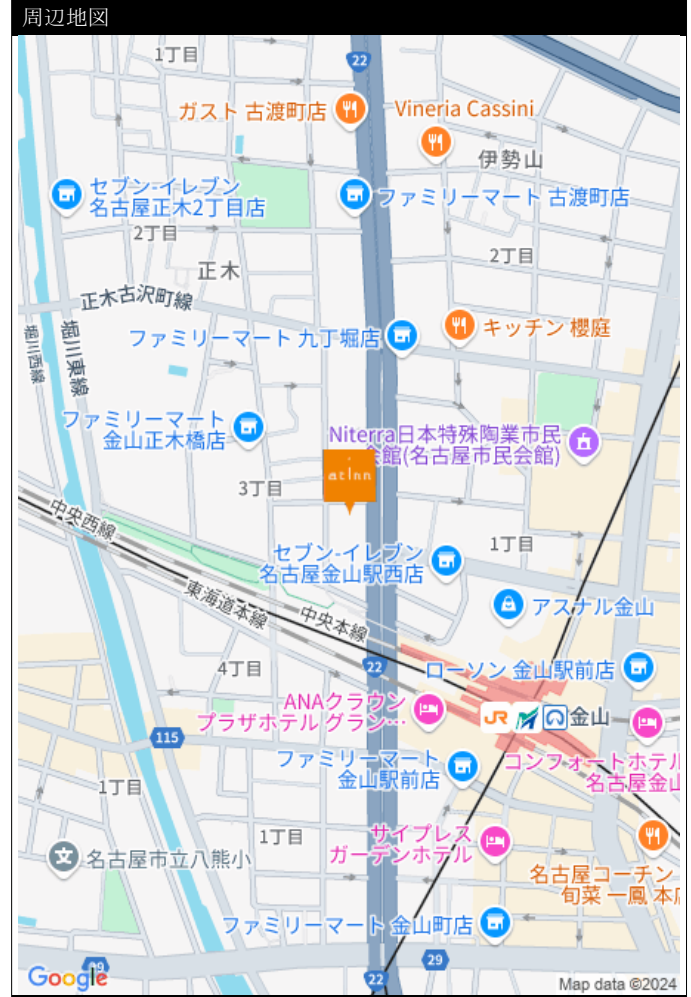 周辺地図
1丁目
22
ガスト 古渡町店
Vineria Cassini
伊勢山
セブン-イレブン
名古屋正木2丁目店
ファミリーマート 古渡町店
2丁目
2丁目
正木
正木古沢町線
堀川西線
堀川東線
ファミリーマート 九丁堀店
キッチン 櫻庭
ファミリーマート
金山正木橋店
Niterra日本特殊陶業市民
会館(名古屋市民会館)
atInn
3丁目
中央西線
1丁目
セブン-イレブン
名古屋金山駅西店
東海道本線
中央本線
アスナル金山
4丁目
22
ローソン 金山駅前店
ANAクラウン
プラザホテル グラン…
JR
金山
115
ファミリーマート
金山駅前店
コンフォートホテル
名古屋金山
1丁目
1丁目
サイプレス
ガーデンホテル
名古屋市立八熊小
名古屋コーチン
旬菜 一鳳 本店
ファミリーマート 金山町店
29
29
22
Google
Map data ©2024